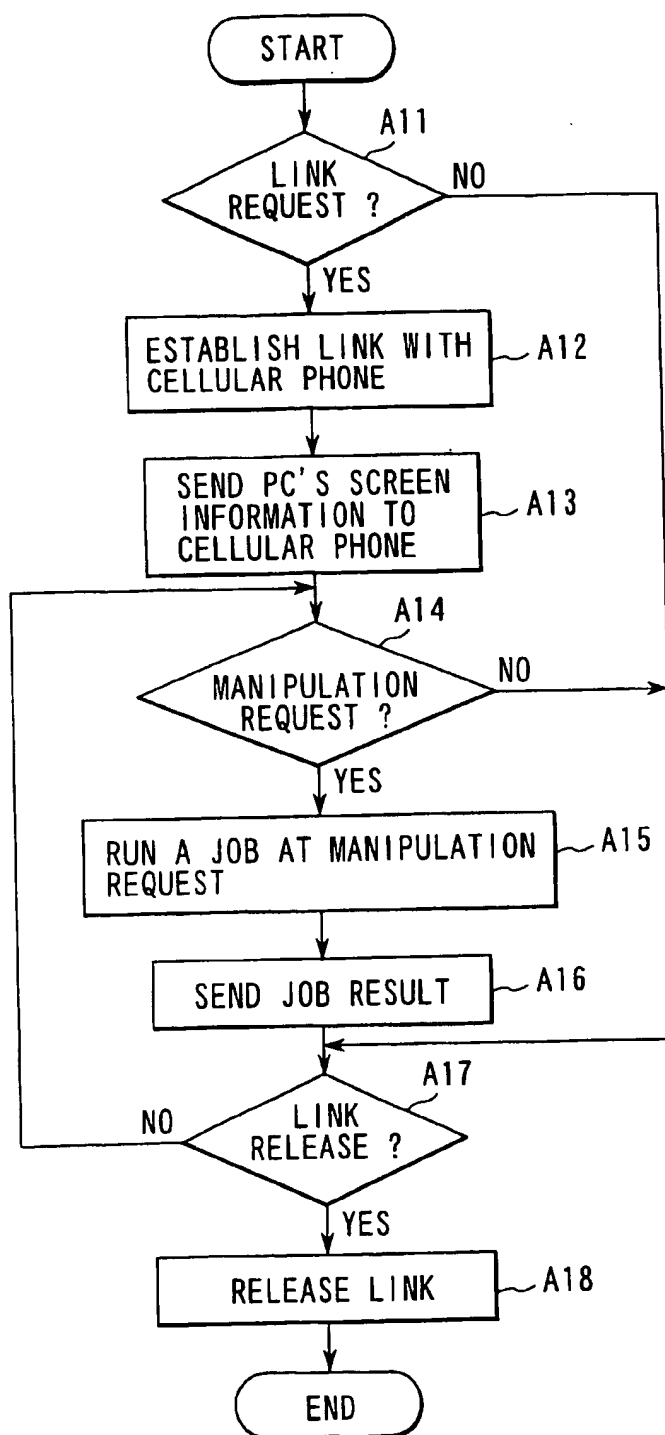 START
A11
LINK
REQUEST ?
NO
YES
ESTABLISH LINK WITH
CELLULAR PHONE
A12
SEND PC'S SCREEN
INFORMATION TO
CELLULAR PHONE
A13
A14
MANIPULATION
REQUEST ?
NO
YES
RUN A JOB AT MANIPULATION
REQUEST
A15
SEND JOB RESULT
A16
A17
NO
LINK
RELEASE ?
YES
RELEASE LINK
A18
END